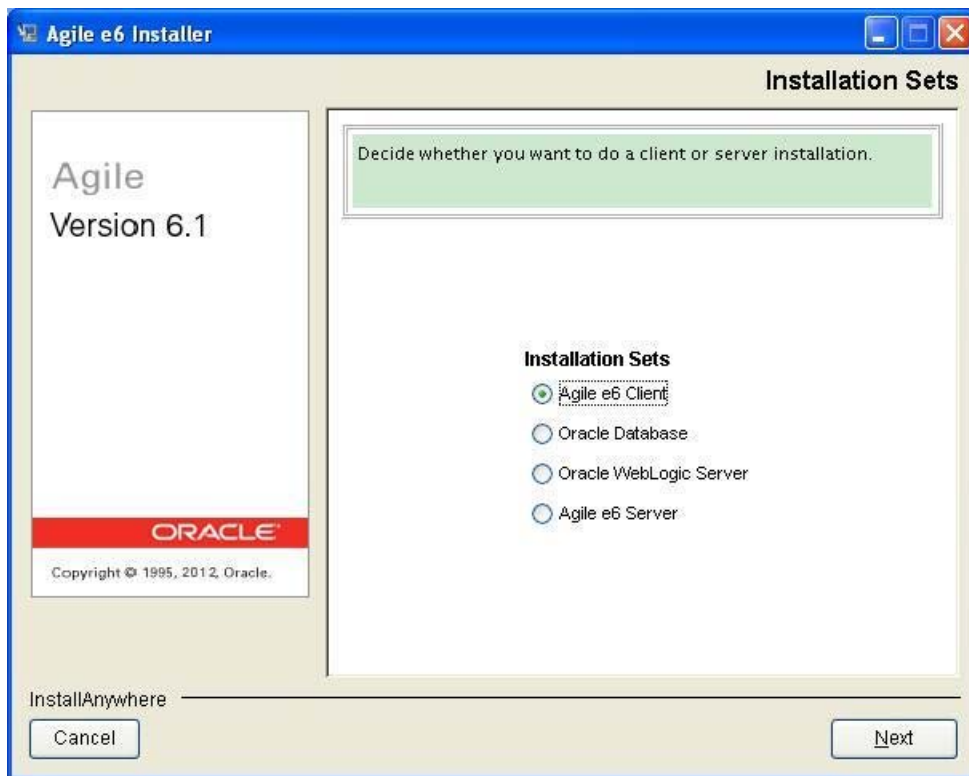 Agile e6 Installer
Installation Sets
Agile
Version 6.1
ORACLE
Copyright © 1995, 2012, Oracle.
Decide whether you want to do a client or server installation.
Installation Sets
Agile e6 Client
Oracle Database
Oracle WebLogic Server
Agile e6 Server
InstallAnywhere
Cancel
Next